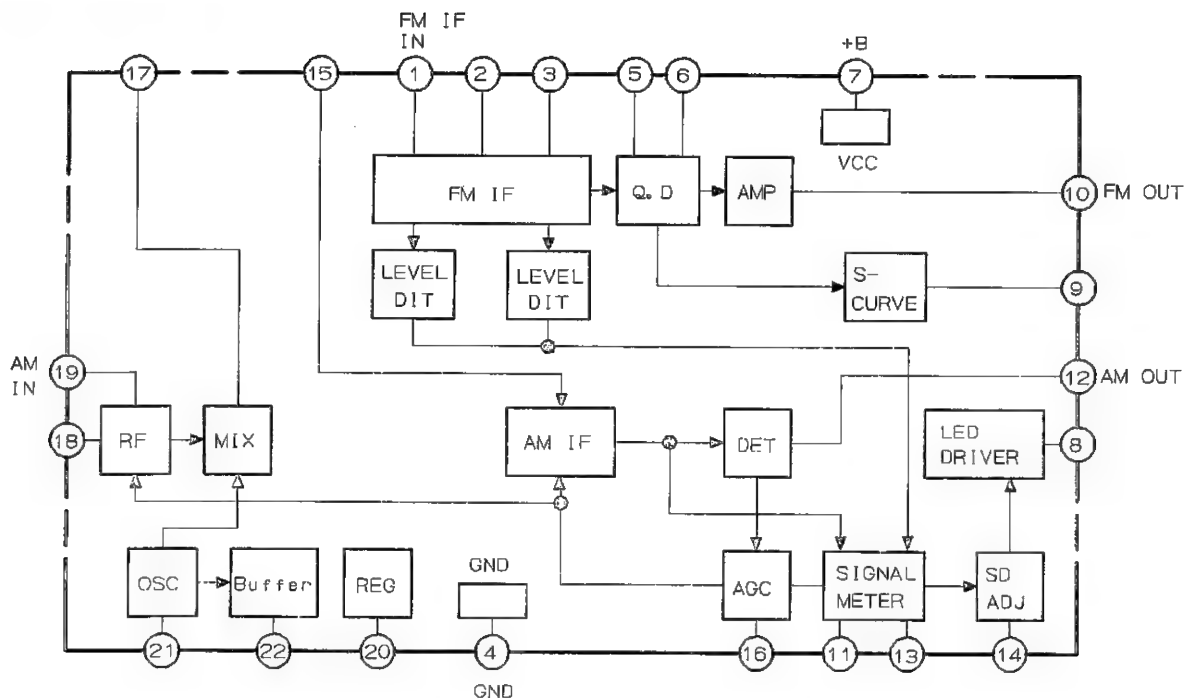 FM IF
IN
+B
17
15
1
2
3
5
6
7
VCC
FM IF
Q.D
AMP
10
FM OUT
LEVEL
DIT
LEVEL
DIT
S-
CURVE
9
AM
IN
19
12
AM OUT
18
RF
MIX
AM IF
DET
LED
DRIVER
8
OSC
Buffer
REG
GND
AGC
SIGNAL
METER
SD
ADJ
21
22
20
4
16
11
13
14
GND